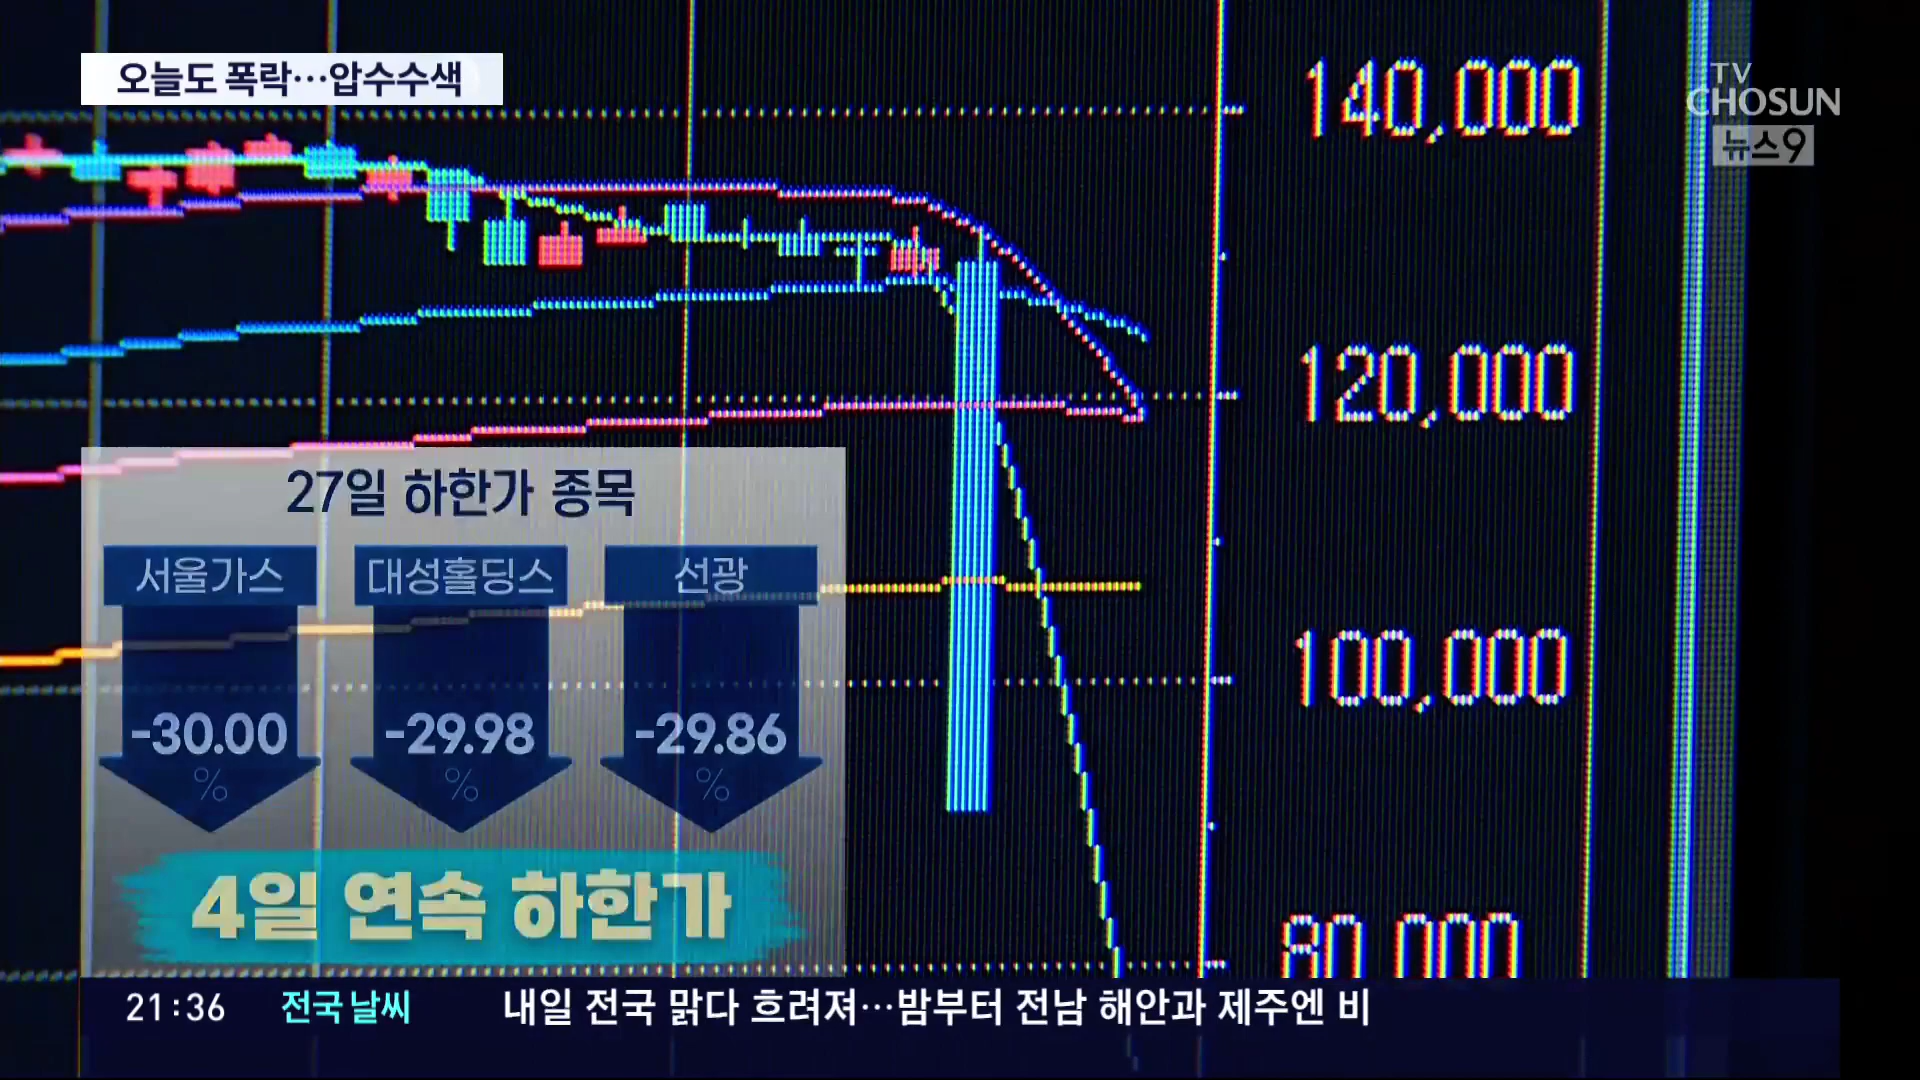 오늘도 폭락…압수수색
TV
CHOSUN
뉴스9
140,000
120,000
100,000
80,000
27일 하한가 종목
서울가스
대성홀딩스
선광
-30.00
%
-29.98
%
-29.86
%
4일 연속 하한가
21:36 전국 날씨 내일 전국 맑다 흐려져…밤부터 전남 해안과 제주엔 비